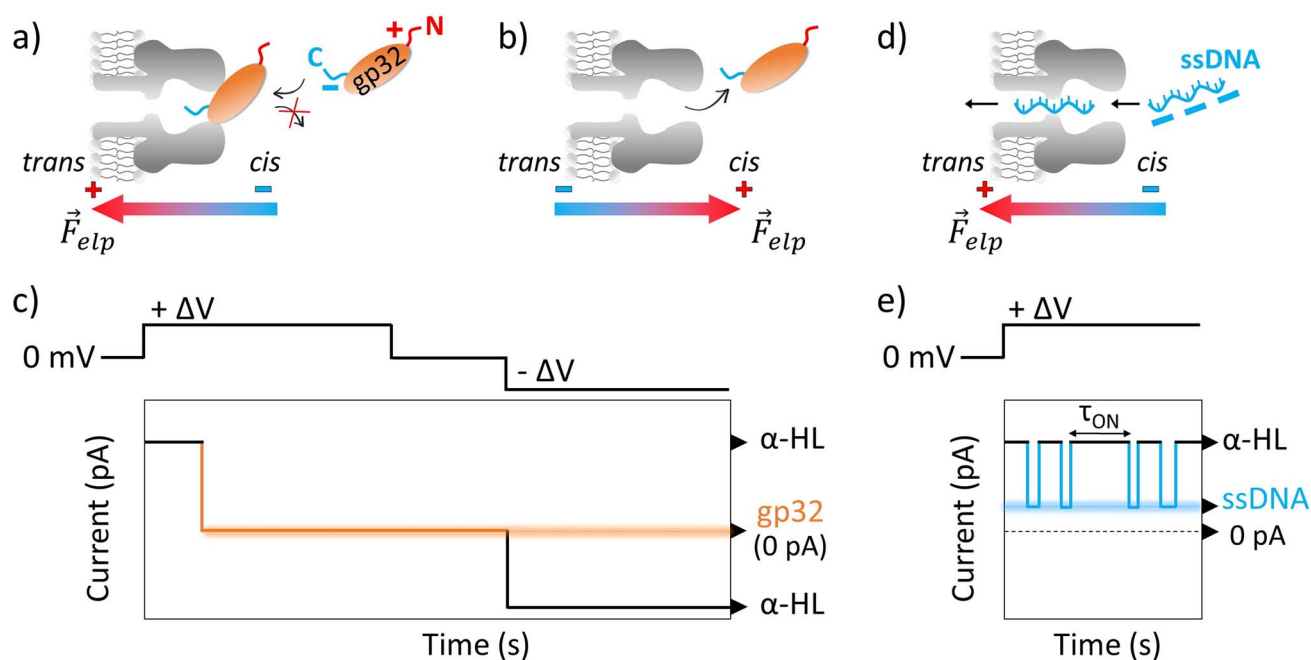 a)
C
+ N
gp32
trans cis
+ -
F⃗elp
b)
trans cis
- +
F⃗elp
d)
ssDNA
trans cis
+ -
F⃗elp
c)
+ ΔV
0 mV
- ΔV
Current (pA)
α-HL
gp32
(0 pA)
α-HL
Time (s)
e)
+ ΔV
0 mV
Current (pA)
τON
α-HL
ssDNA
0 pA
Time (s)